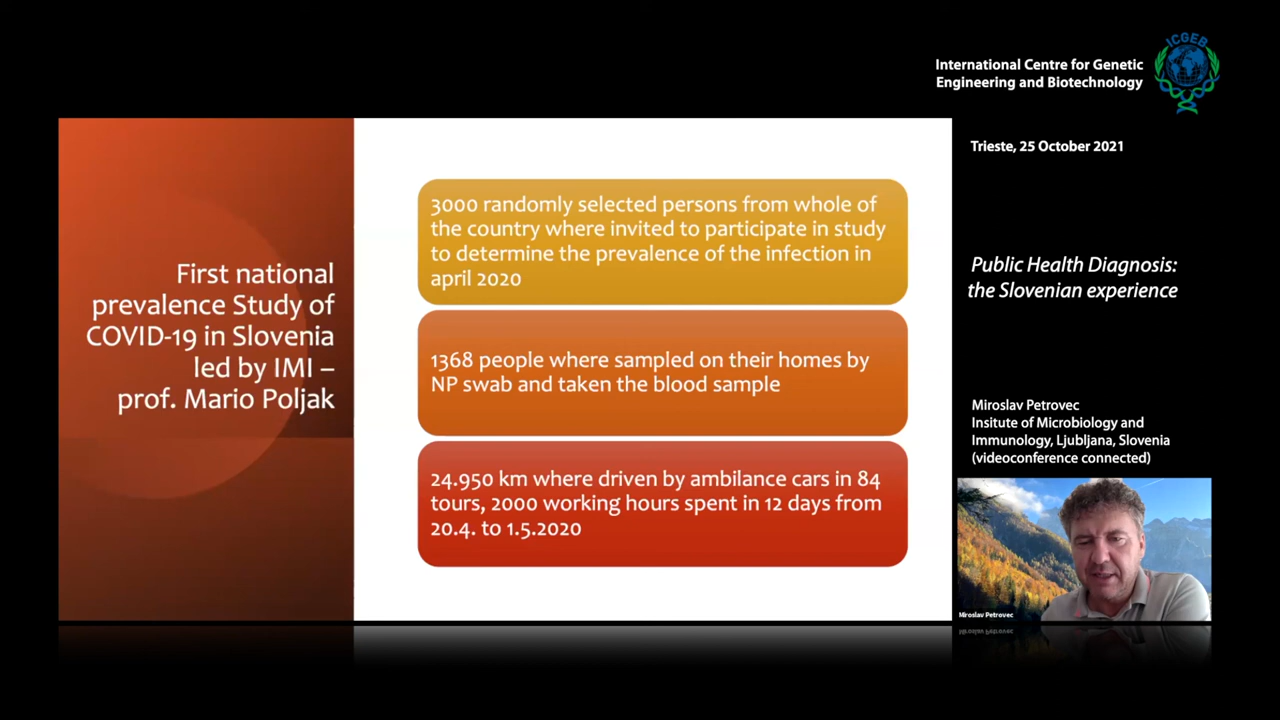 ICGEB
International Centre for Genetic
Engineering and Biotechnology
Trieste, 25 October 2021
First national
prevalence Study of
COVID-19 in Slovenia
led by IMI –
prof. Mario Poljak
3000 randomly selected persons from whole of
the country where invited to participate in study
to determine the prevalence of the infection in
april 2020
1368 people where sampled on their homes by
NP swab and taken the blood sample
24.950 km where driven by ambilance cars in 84
tours, 2000 working hours spent in 12 days from
20.4. to 1.5.2020
Public Health Diagnosis:
the Slovenian experience
Miroslav Petrovec
Insitute of Microbiology and
Immunology, Ljubljana, Slovenia
(videoconference connected)
Miroslav Petrovec